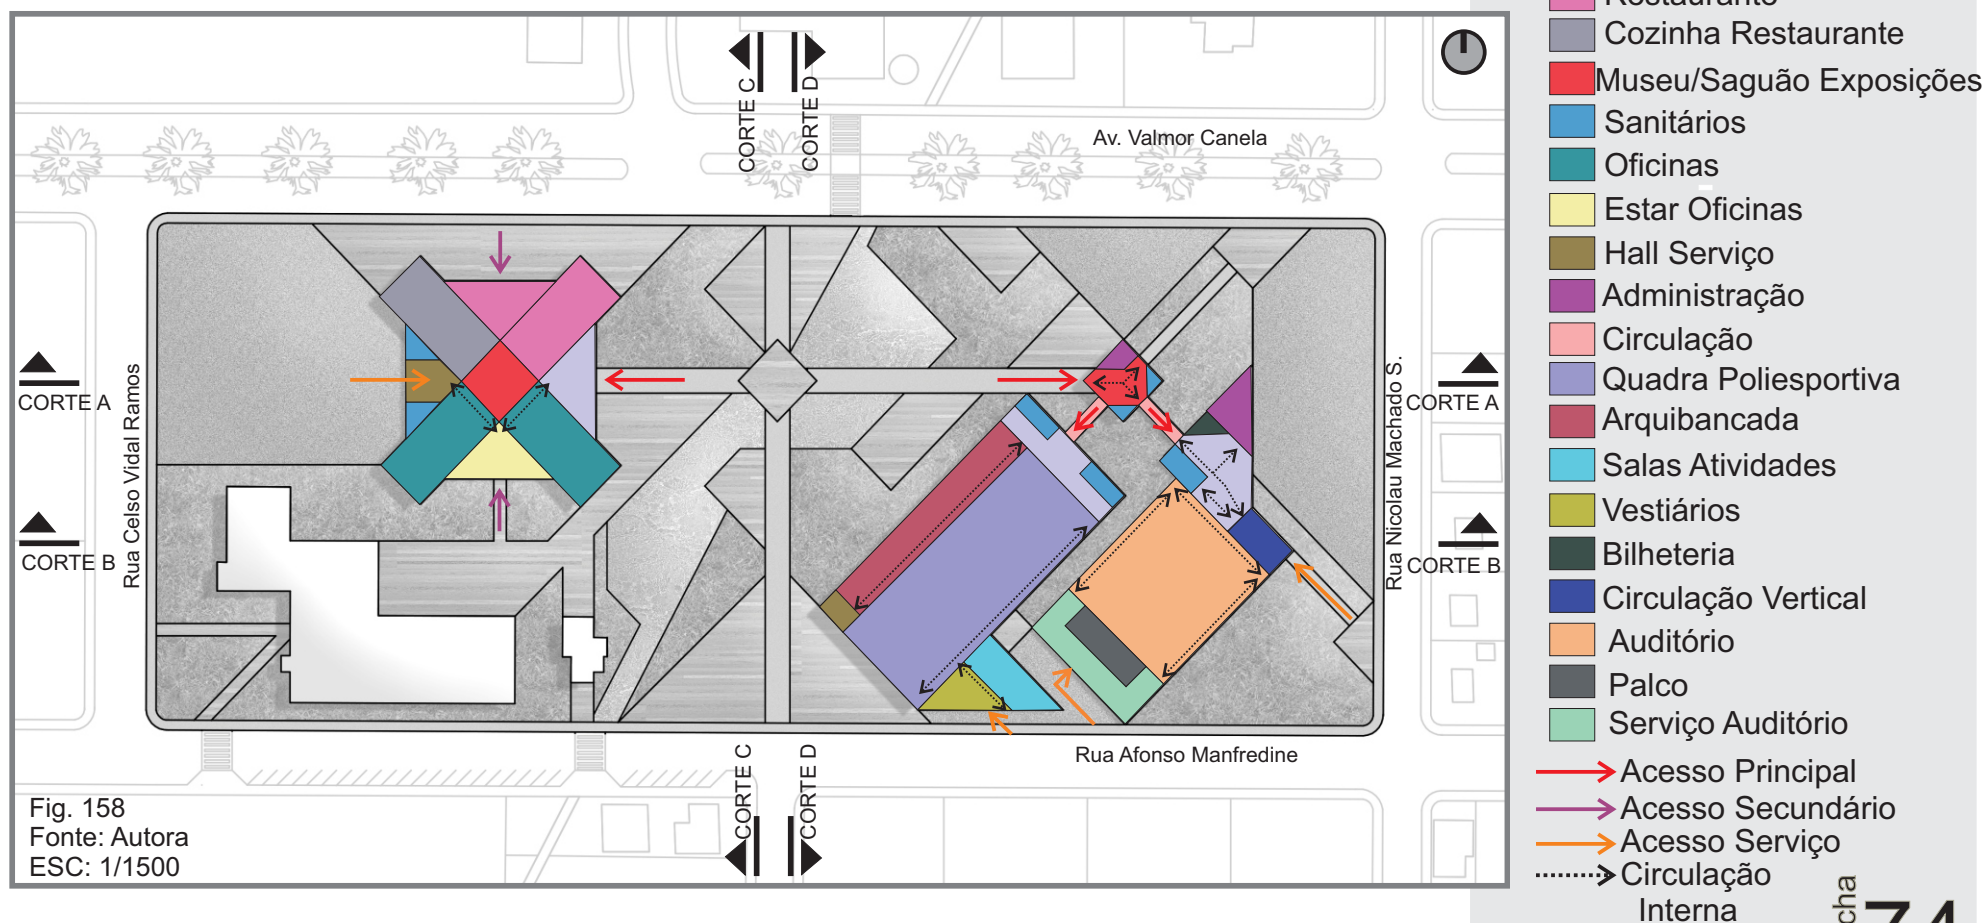 CORTE C
CORTE D
Av. Valmor Canela
CORTE A
CORTE B
Rua Celso Vidal Ramos
Rua Nicolau Machado S.
CORTE A
CORTE B
Rua Afonso Manfredine
CORTE C
CORTE D
Fig. 158
Fonte: Autora
ESC: 1/1500
Restaurante
Cozinha Restaurante
Museu/Saguão Exposições
Sanitários
Oficinas
Estar Oficinas
Hall Serviço
Administração
Circulação
Quadra Poliesportiva
Arquibancada
Salas Atividades
Vestiários
Bilheteria
Circulação Vertical
Auditório
Palco
Serviço Auditório
Acesso Principal
Acesso Secundário
Acesso Serviço
Circulação
Interna